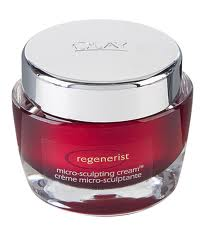 OLAY
regenerist
micro-sculpting cream™
crème micro-sculptante